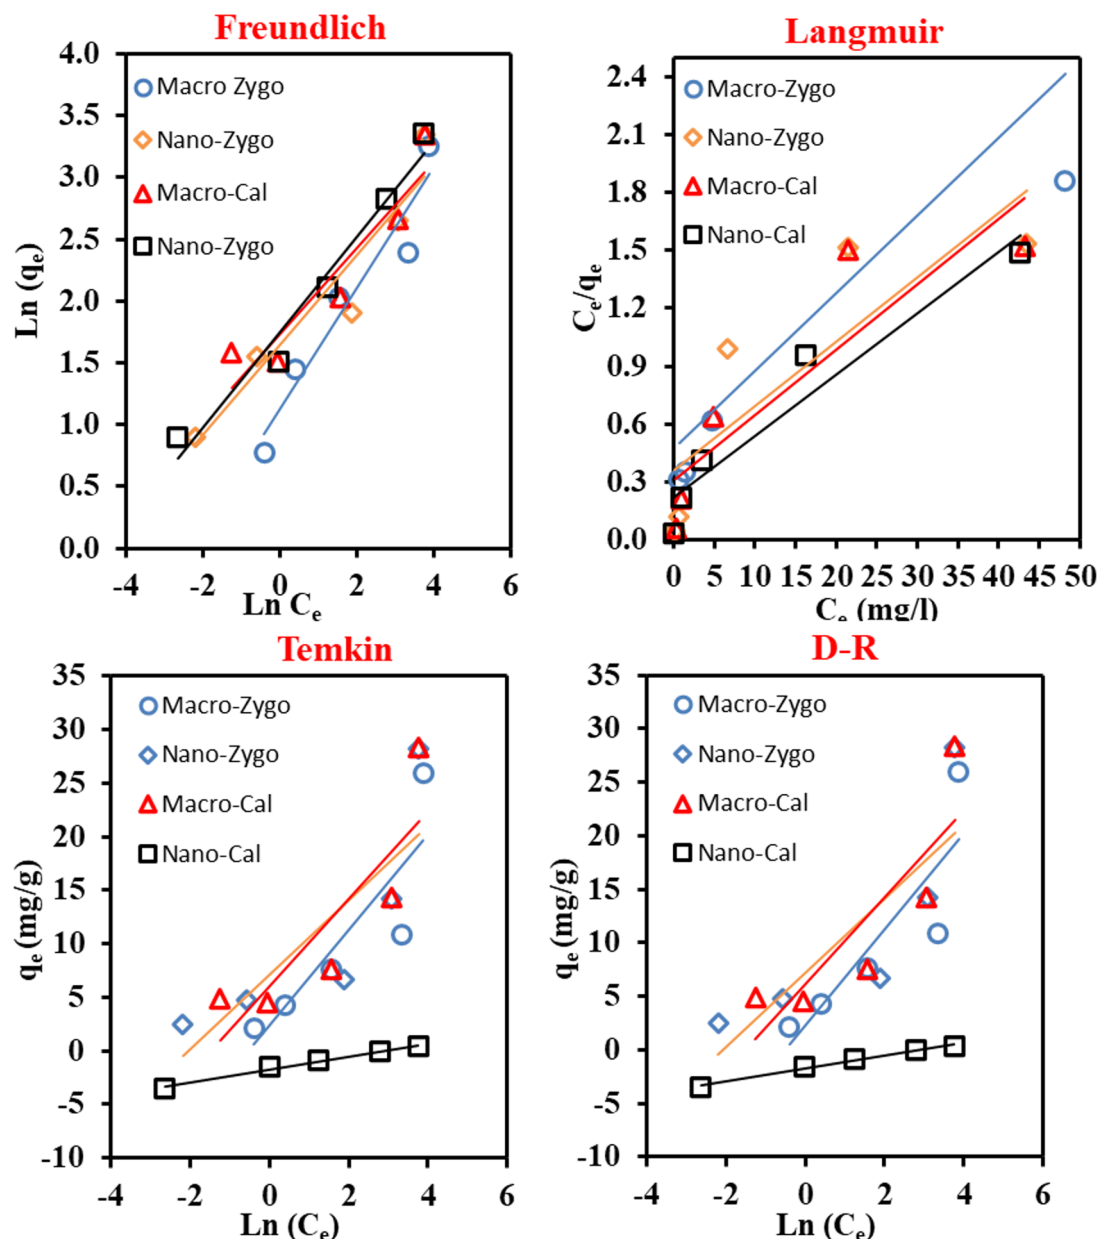 Freundlich
4.0
3.5
3.0
2.5
2.0
1.5
1.0
0.5
0.0
Ln (qe)
Macro Zygo
Nano-Zygo
Macro-Cal
Nano-Zygo
-4 -2 0 2 4 6
Ln Ce
Langmuir
2.4
2.1
1.8
1.5
1.2
0.9
0.6
0.3
0.0
Ce/qe
Macro-Zygo
Nano-Zygo
Macro-Cal
Nano-Cal
0 5 10 15 20 25 30 35 40 45 50
Ce (mg/l)
Temkin
35
30
25
20
15
10
5
0
-5
-10
qe (mg/g)
Macro-Zygo
Nano-Zygo
Macro-Cal
Nano-Cal
-4 -2 0 2 4 6
Ln (Ce)
D-R
35
30
25
20
15
10
5
0
-5
-10
qe (mg/g)
Macro-Zygo
Nano-Zygo
Macro-Cal
Nano-Cal
-4 -2 0 2 4 6
Ln (Ce)